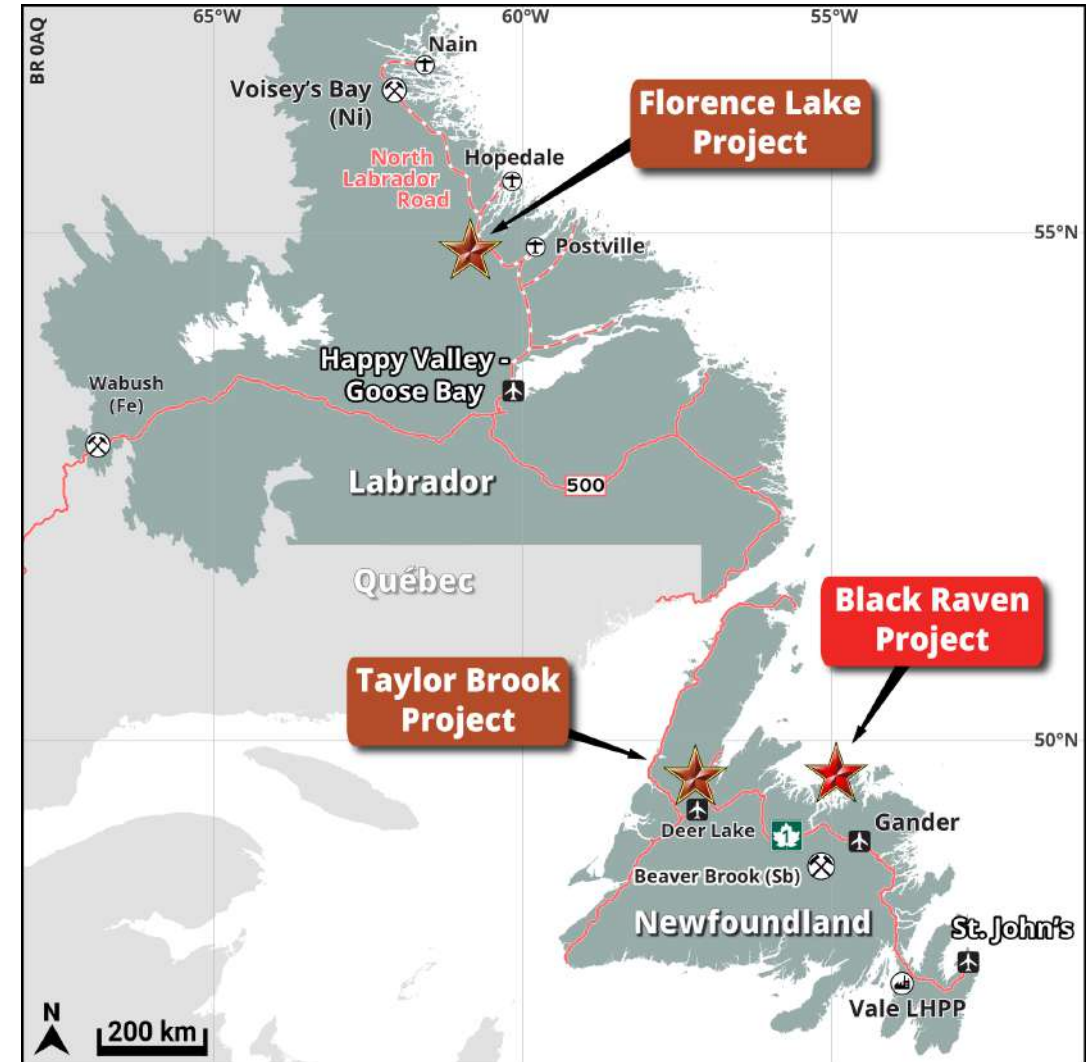 65°W
60°W
55°W
BR 0AQ
Nain
Voisey's Bay
(Ni)
Florence Lake
Project
North
Labrador
Road
Hopedale
55°N
Postville
Happy Valley -
Goose Bay
Wabush
(Fe)
Labrador
500
Québec
Black Raven
Project
Taylor Brook
Project
50°N
Deer Lake
1
Gander
Beaver Brook (Sb)
Newfoundland
St. John's
Vale LHPP
N
200 km